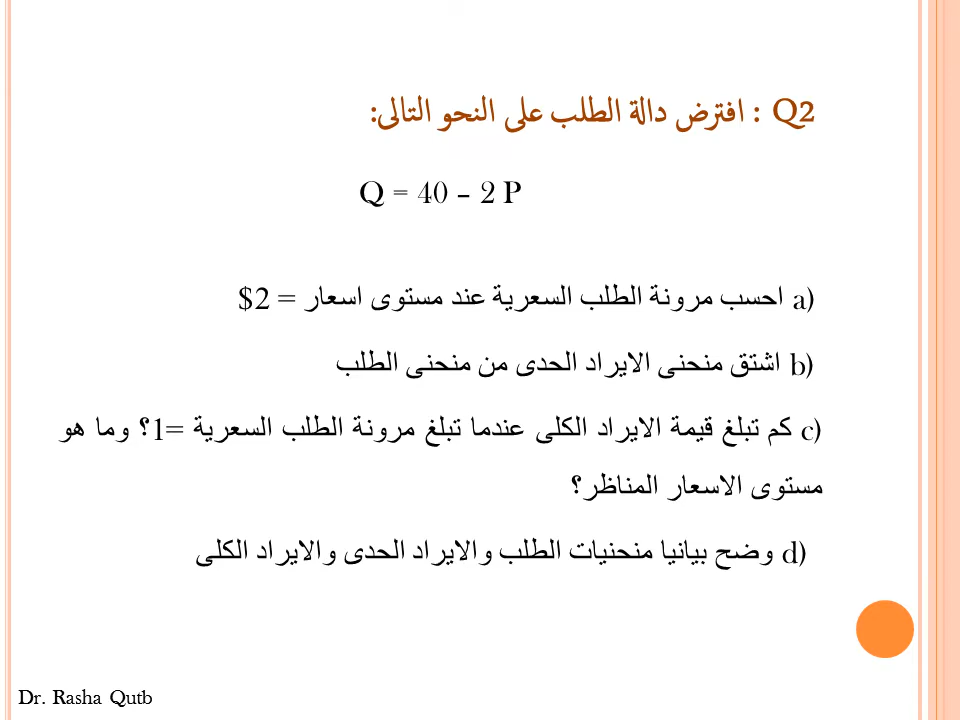 Q2 : افترض دالة الطلب على النحو التالى:
Q = 40 – 2 P
a) احسب مرونة الطلب السعرية عند مستوى اسعار = 2$
b) اشتق منحنى الايراد الحدى من منحنى الطلب
c) كم تبلغ قيمة الايراد الكلى عندما تبلغ مرونة الطلب السعرية =1؟ وما هو
مستوى الاسعار المناظر؟
d) وضح بيانيا منحنيات الطلب والايراد الحدى والايراد الكلى
Dr. Rasha Qutb